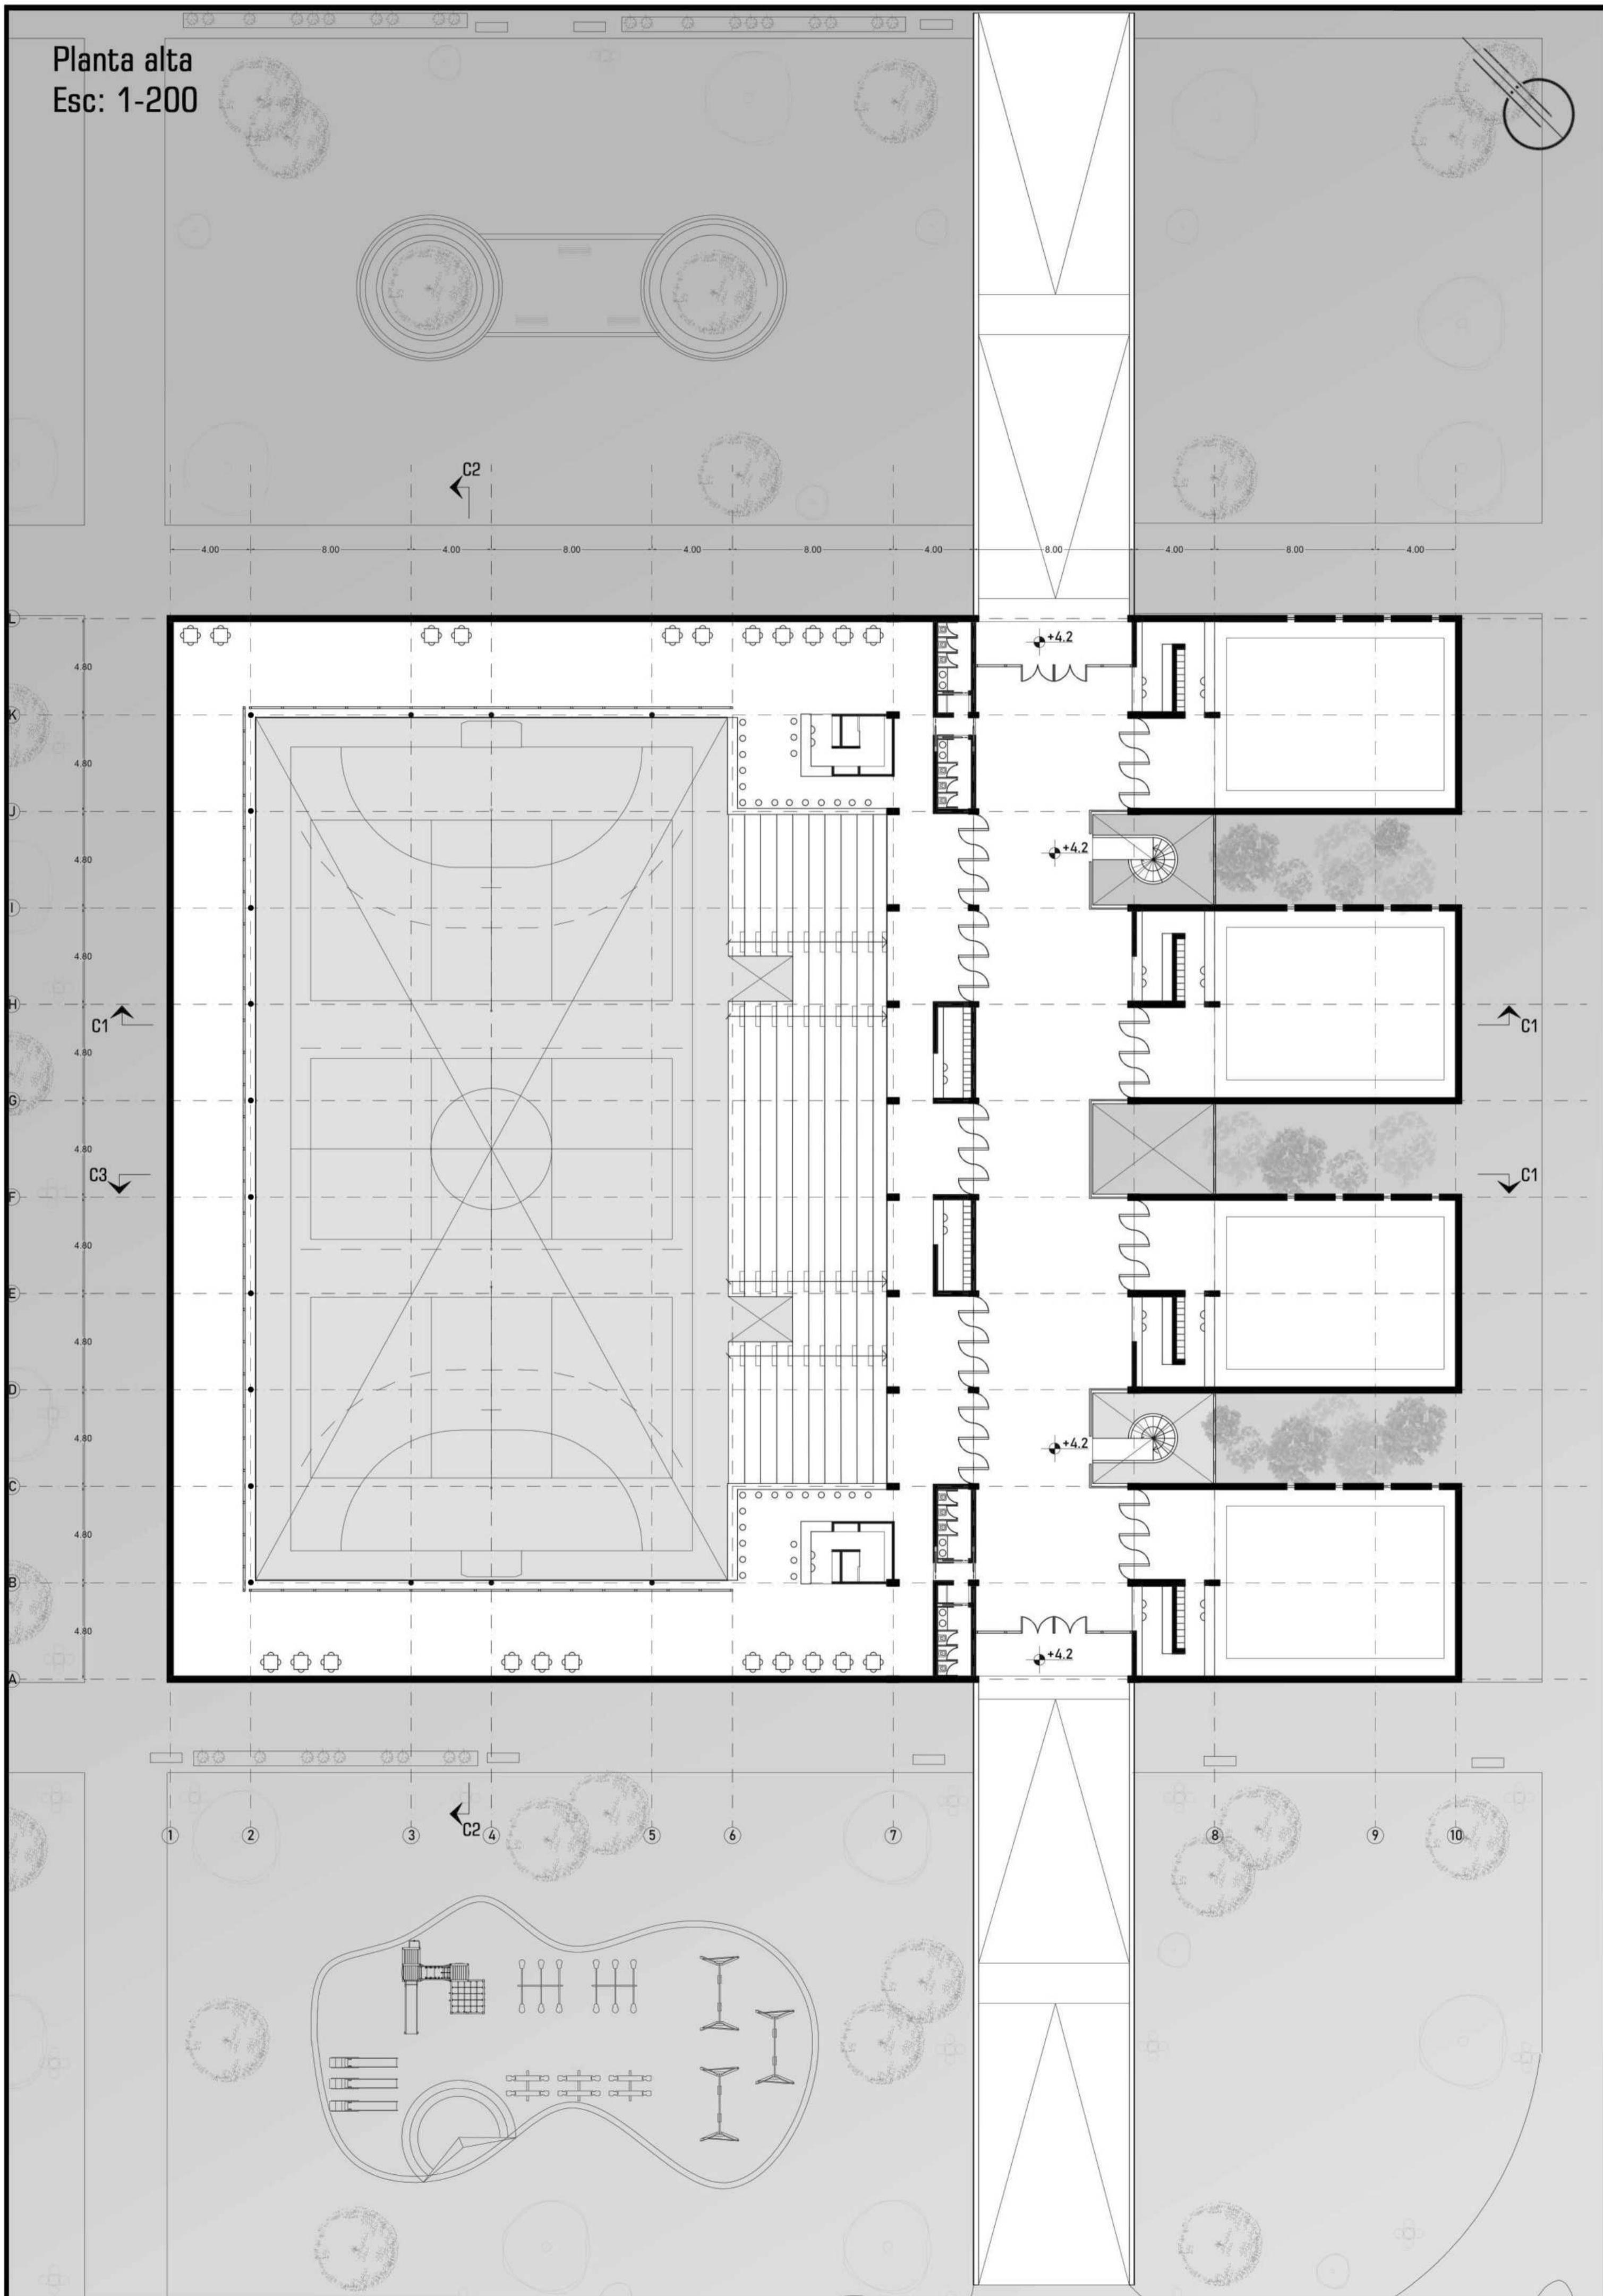 Planta alta
Esc: 1-200
C2
4.00 8.00 4.00 8.00 4.00 8.00 4.00 8.00 4.00 8.00 4.00
L
+4.2
4.80
K
4.80
J
+4.2
4.80
I
4.80
H
C1 C1
4.80
G
4.80
C3 C1
F
4.80
E
4.80
D
4.80
+4.2
C
4.80
B
4.80
+4.2
A
C2
1 2 3 4 5 6 7 8 9 10